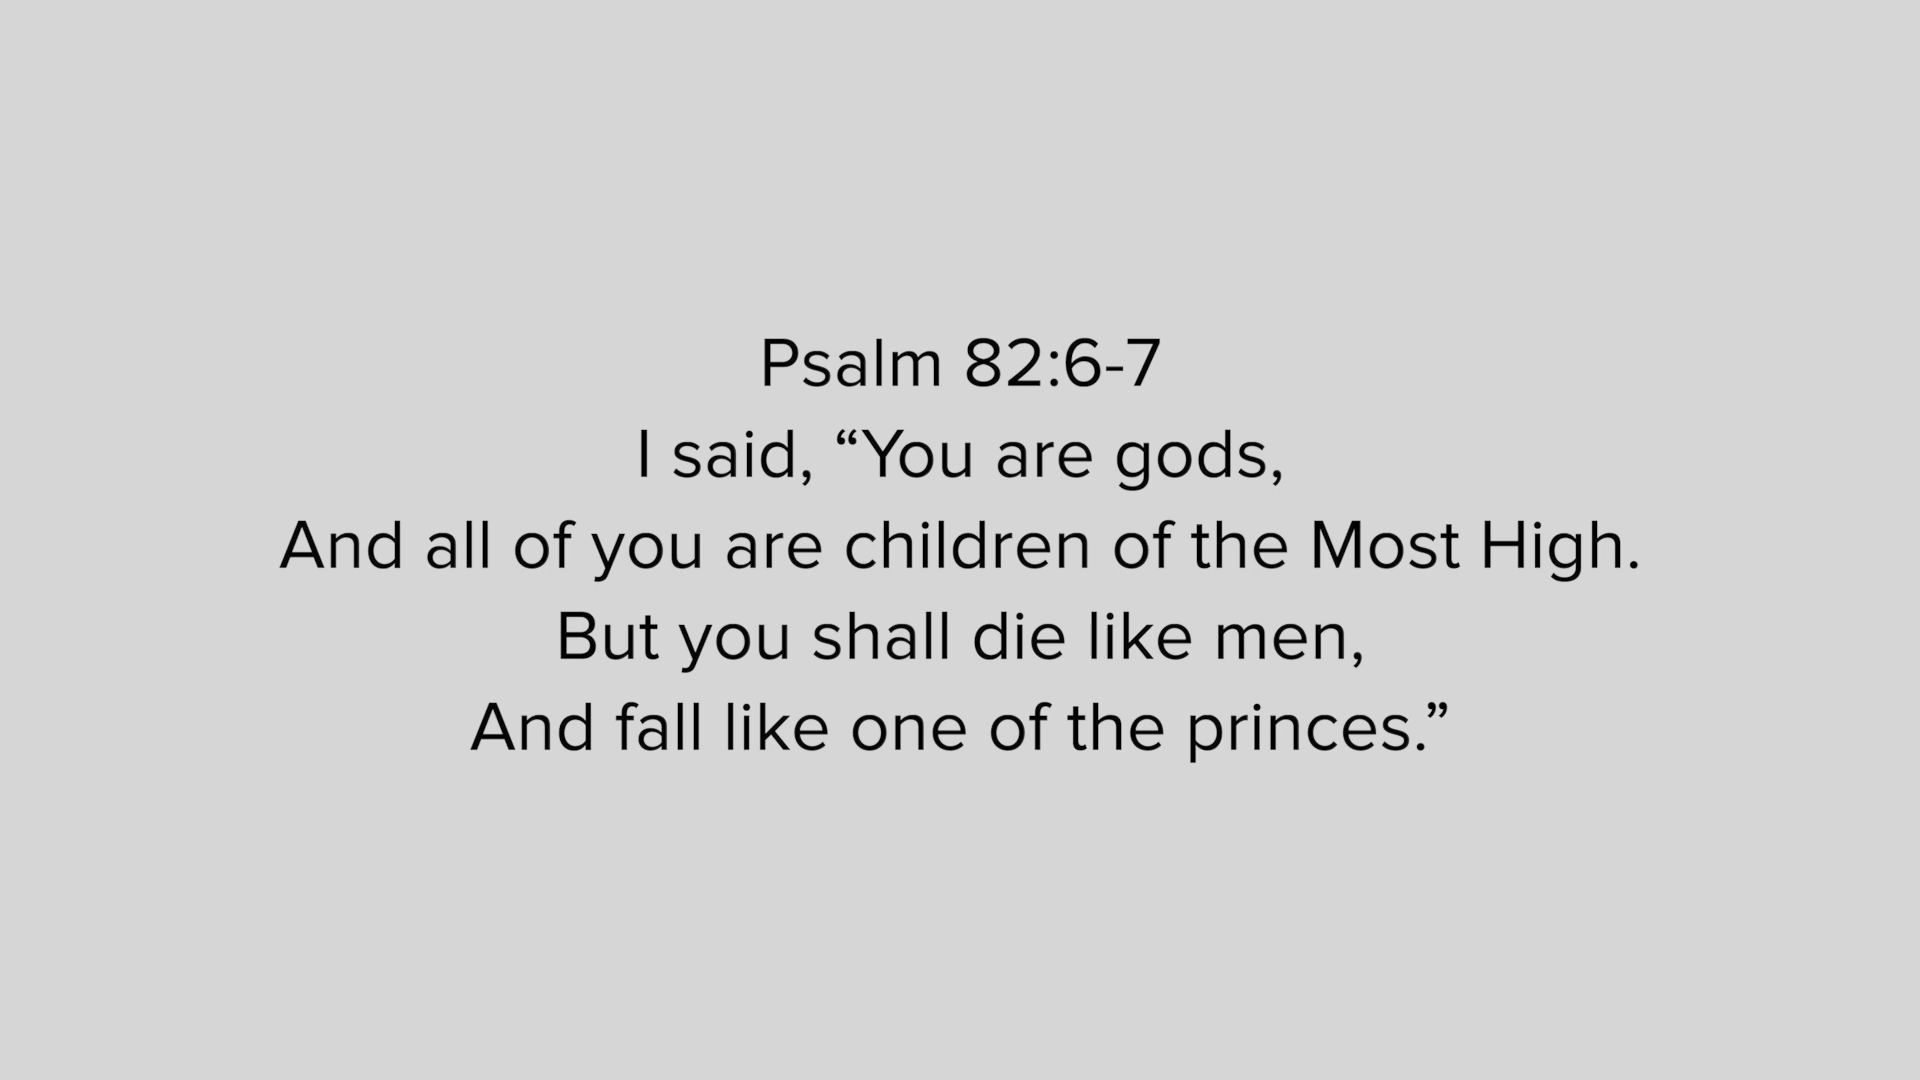 Psalm 82:6-7
I said, “You are gods,
And all of you are children of the Most High.
But you shall die like men,
And fall like one of the princes.”